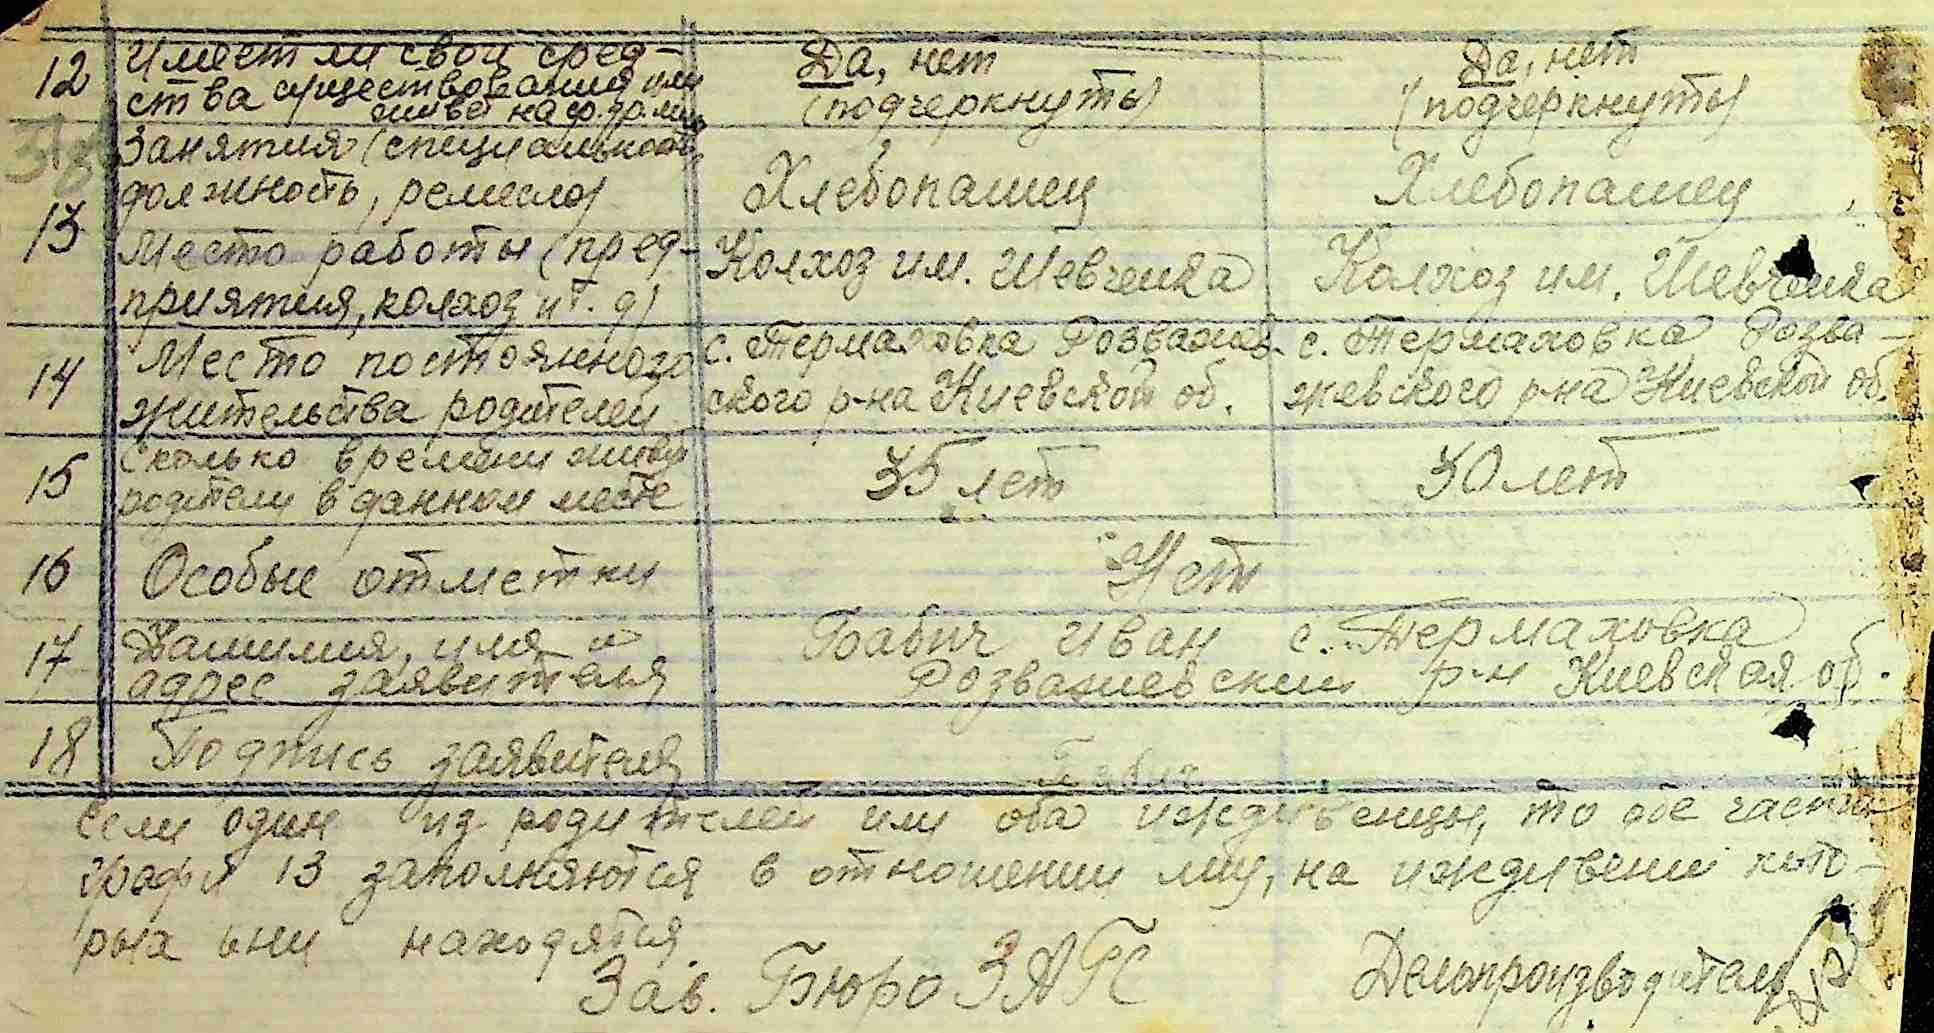 12 Имеет ли свои сред- Да, нет Да, нет
ства существования или (подчеркнуть) (подчеркнуть)
живет на ср. др. лиц
Занятия (специальность,
должность, ремесло) Хлебопашец Хлебопашец
13 Место работы (пред- Колхоз им. Шевченка Колхоз им. Шевченка
приятия, колхоз и т. д)
14 Место постоянного с. Термаховка Розважев- с. Термаховка Розва-
жительства родителей ского р-на Киевской об. жевского р-на Киевской об.
15 Сколько времени живут 35 лет 30 лет
родители в данном месте
16 Особые отметки Нет
17 Фамилия, имя и Бабич Иван с. Термаховка
адрес заявителя Розважевский р-н Киевская об.
18 Подпись заявителя Бабич
Если один из родителей или оба иждивенцы, то обе части
графы 13 заполняются в отношении лиц, на иждивении кото-
рых они находятся
Зав. Бюро ЗАГС Делопроизводитель